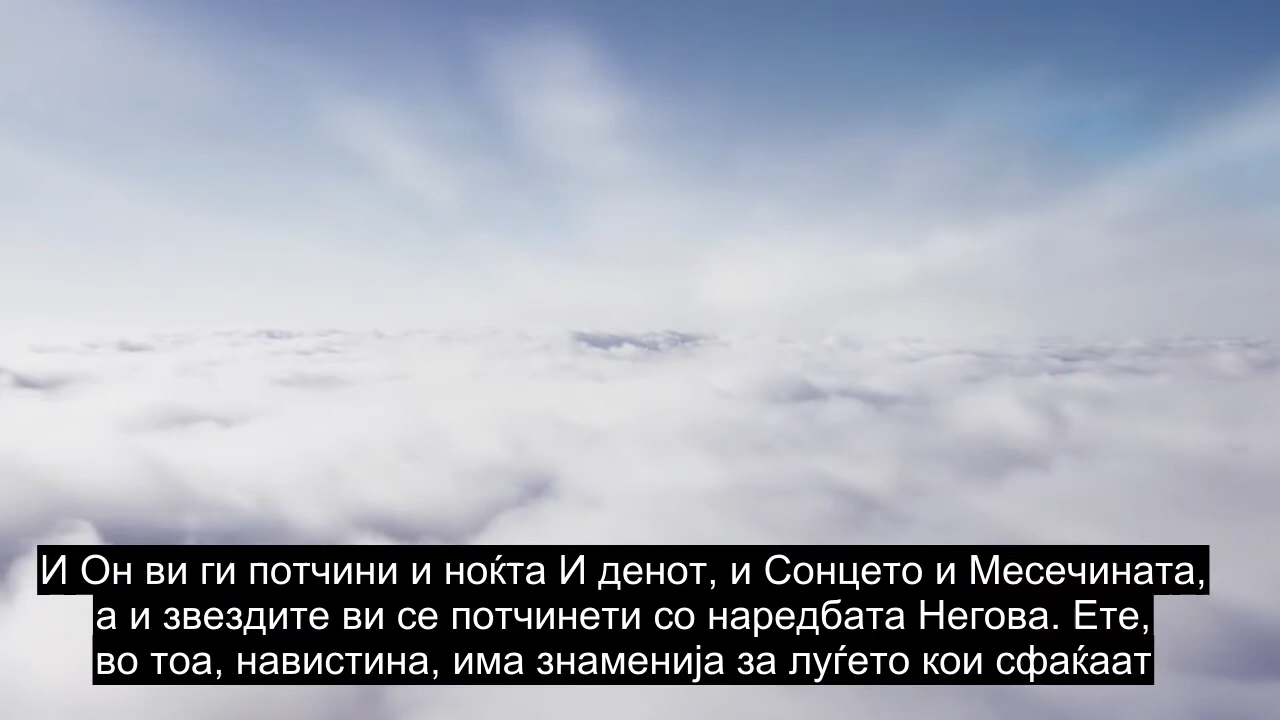 И Он ви ги потчини и ноќта И денот, и Сонцето и Месечината,
а и звездите ви се потчинети со наредбата Негова. Ете,
во тоа, навистина, има знаменија за луѓето кои сфаќаат